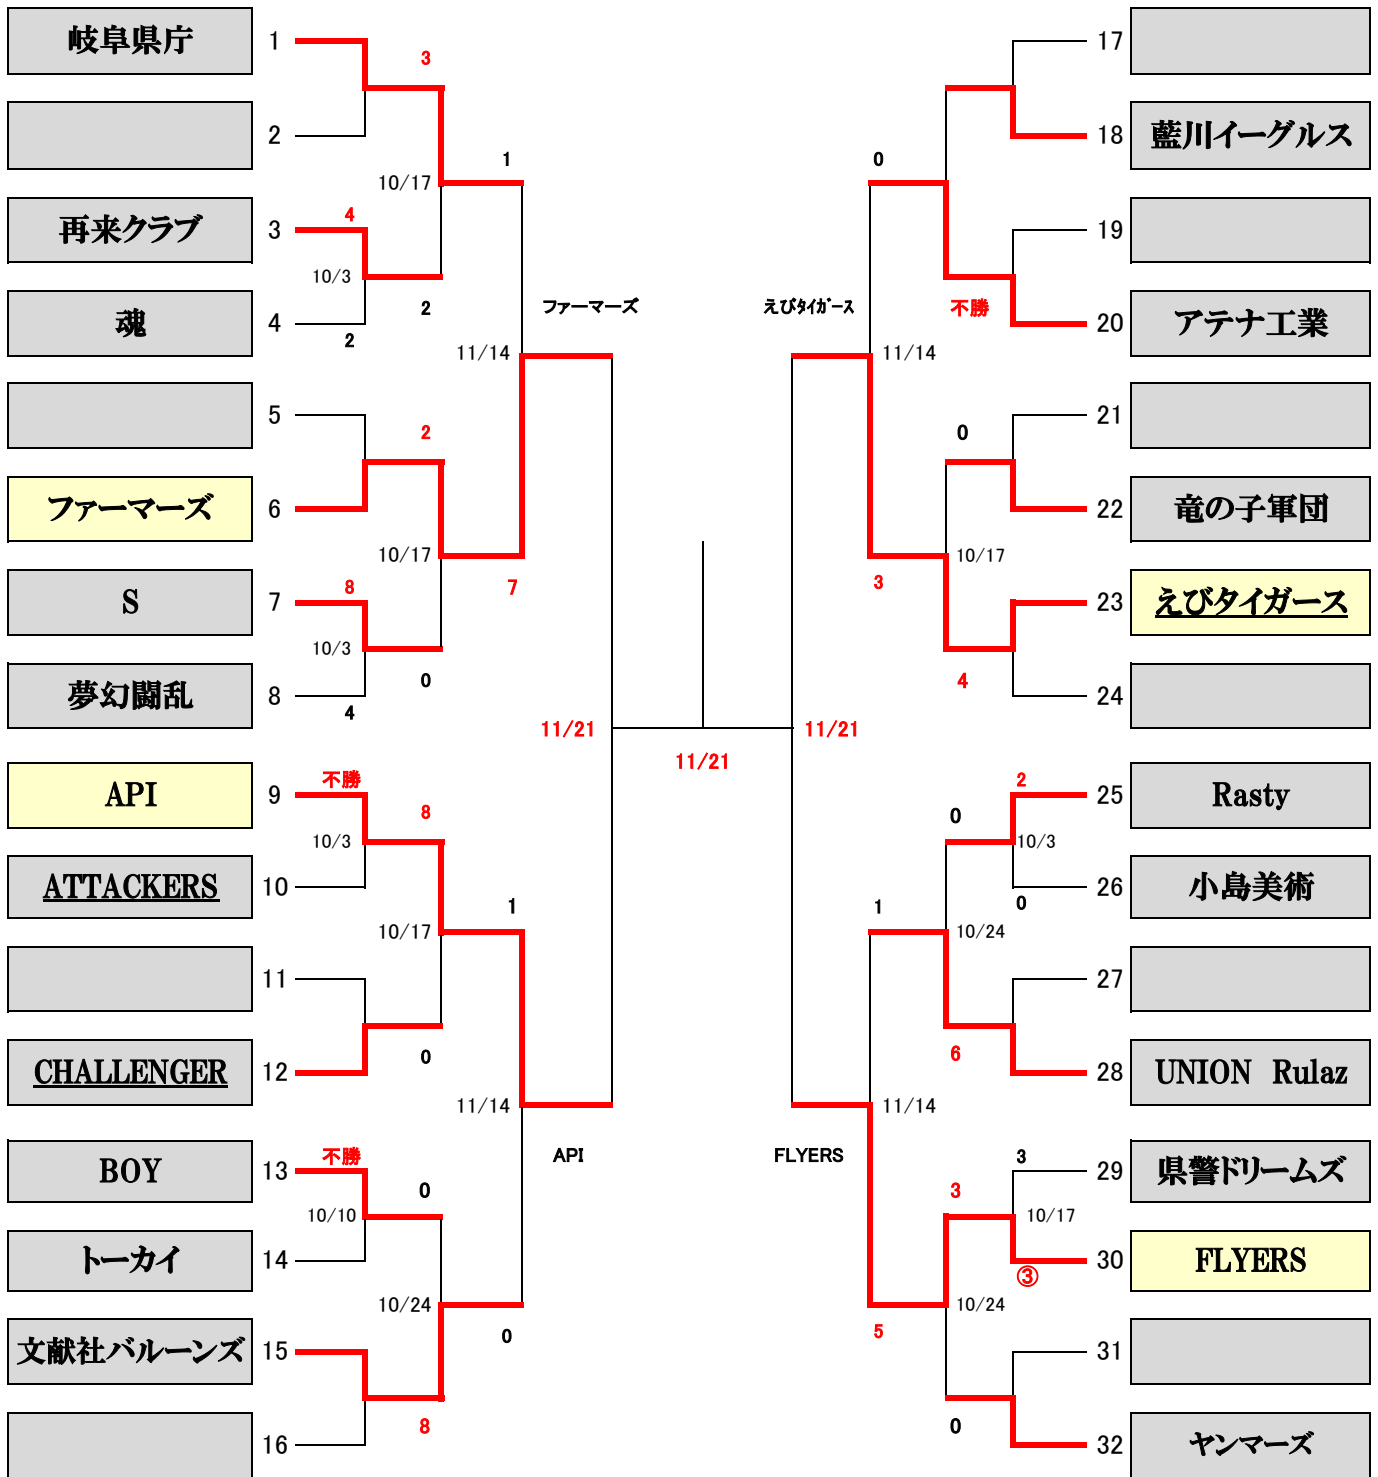 岐阜県庁 1 3 17
2 18 藍川イーグルス
1 0
10/17
再来クラブ 3 4 19
10/3
2 ファーマーズ えびタイガース 不勝
魂 4 2 20 アテナ工業
11/14 11/14
5 2 0 21
ファーマーズ 6 22 竜の子軍団
10/17 10/17
S 7 8 7 3 23 えびタイガース
10/3
0 4
夢幻闘乱 8 4 24
11/21 11/21
11/21
API 9 不勝 8 0 2 25 Rasty
10/3 10/3
ATTACKERS 10 26 小島美術
1 1 0
10/17 10/24
11 27
0 6
CHALLENGER 12 28 UNION Rulaz
11/14 11/14
BOY 13 不勝 API FLYERS 3 29 県警ドリームズ
0 3
10/10 10/17
トーカイ 14 30 FLYERS
③
10/24 10/24
0 5
文献社バルーンズ 15 31
8 0
16 32 ヤンマーズ